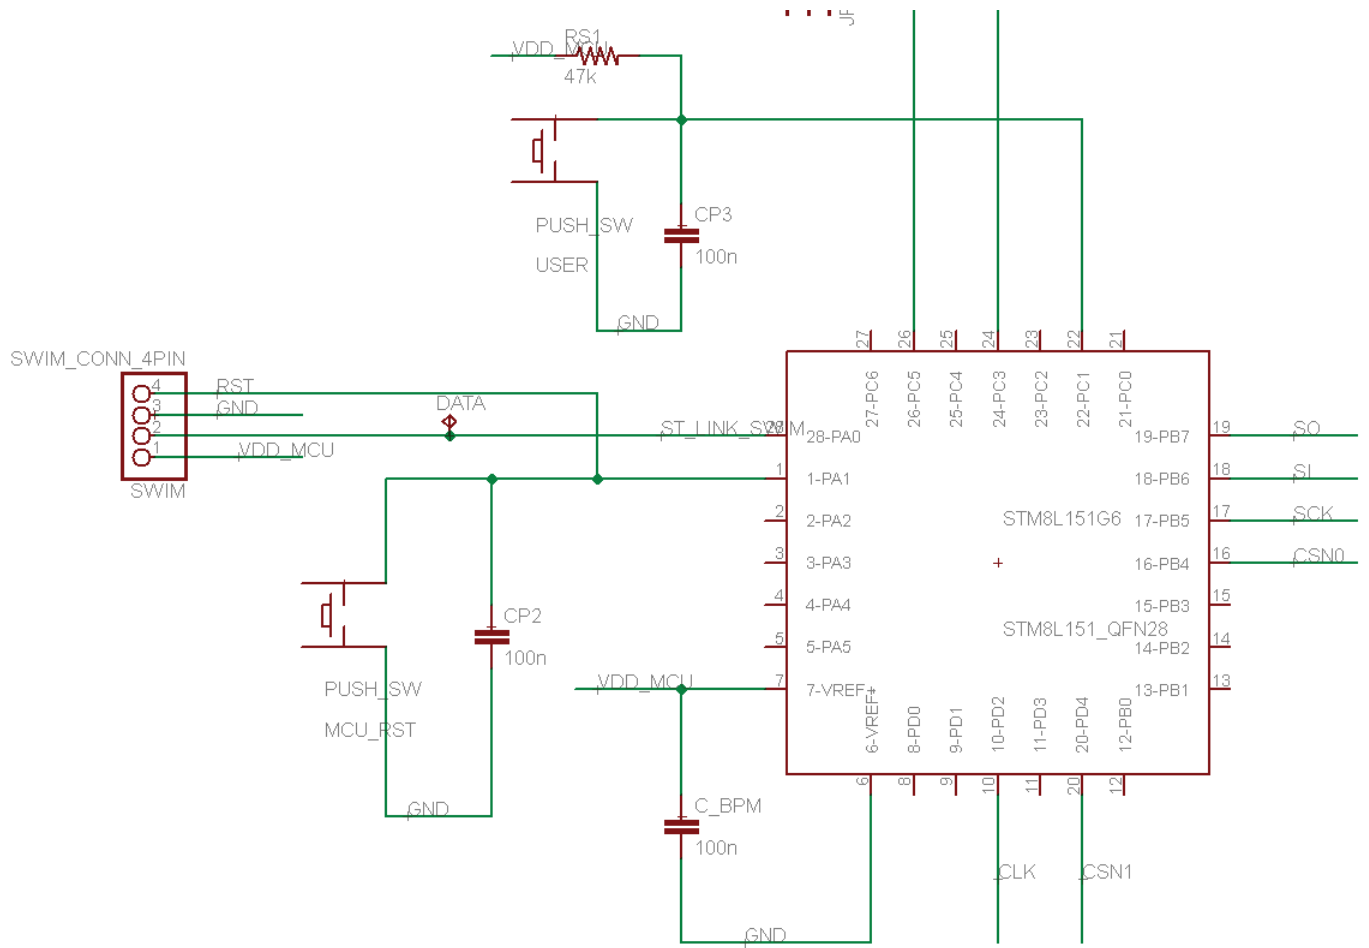 JP
RS1
VDD_MCU
47k
CP3
100n
PUSH_SW
USER
GND
SWIM_CONN_4PIN
4
RST
3
GND
2
1
VDD_MCU
SWIM
DATA
ST_LINK_SWIM
28
28-PA0
1
1-PA1
2
2-PA2
3
3-PA3
4
4-PA4
5
5-PA5
7
7-VREF+
VDD_MCU
27
26
25
24
23
22
21
27-PC6
26-PC5
25-PC4
24-PC3
23-PC2
22-PC1
21-PC0
19-PB7
19
SO
18-PB6
18
SI
STM8L151G6
17-PB5
17
SCK
16-PB4
16
CSN0
15-PB3
15
STM8L151_QFN28
14-PB2
14
13-PB1
13
6-VREF+
8-PD0
9-PD1
10-PD2
11-PD3
20-PD4
12-PB0
6
8
9
10
11
20
12
CP2
100n
PUSH_SW
MCU_RST
GND
C_BPM
100n
GND
CLK
CSN1